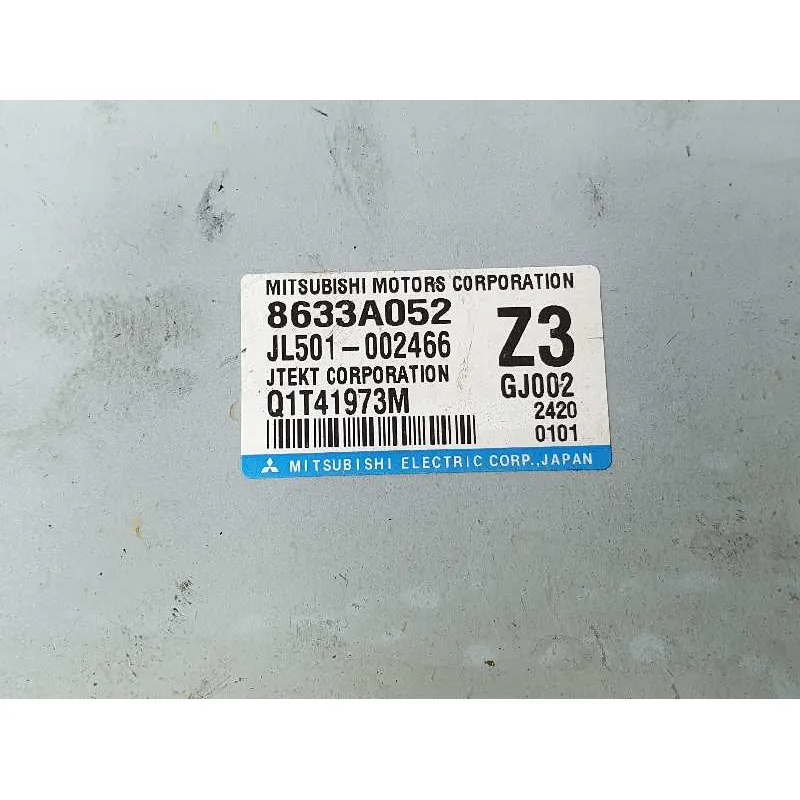 MITSUBISHI MOTORS CORPORATION
8633A052
JL501-002466
Z3
JTEKT CORPORATION
GJ002
Q1T41973M
2420
0101
MITSUBISHI ELECTRIC CORP.,JAPAN